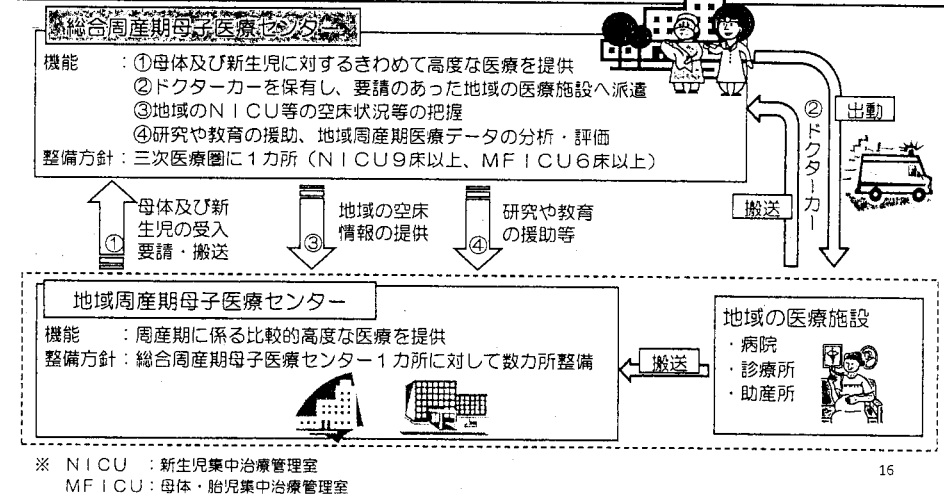 総合周産期母子医療センター
機能　：①母体及び新生児に対するきわめて高度な医療を提供
②ドクターカーを保有し、要請のあった地域の医療施設へ派遣
③地域のNICU等の空床状況等の把握
④研究や教育の援助、地域周産期医療データの分析・評価
整備方針：三次医療圏に1カ所（NICU9床以上、MFICU6床以上）
①
母体及び新
生児の受入
要請・搬送
③
地域の空床
情報の提供
④
研究や教育
の援助等
搬送
②ドクターカー
出動
地域周産期母子医療センター
機能　：周産期に係る比較的高度な医療を提供
整備方針：総合周産期母子医療センター1カ所に対して数カ所整備
搬送
地域の医療施設
・病院
・診療所
・助産所
※ NICU ：新生児集中治療管理室
MFICU：母体・胎児集中治療管理室
16